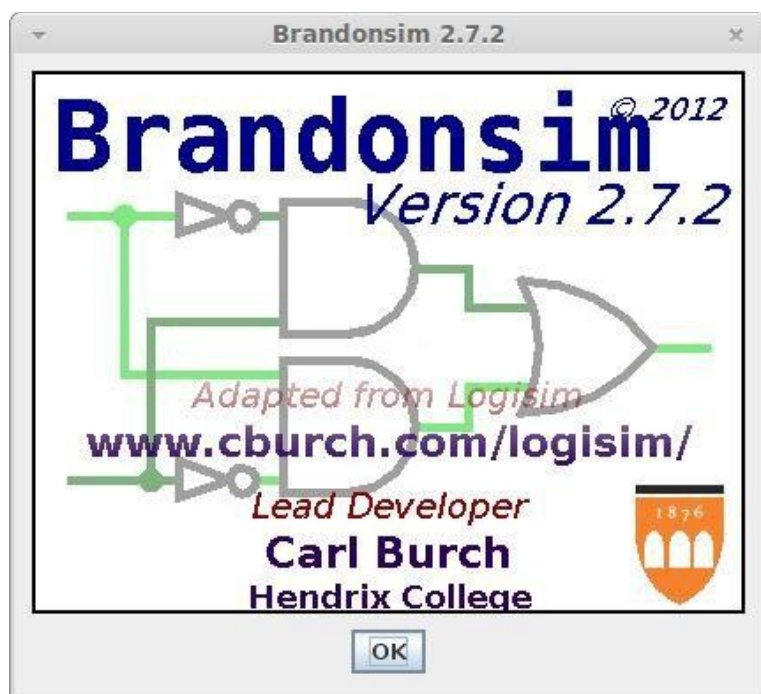 Brandonsim 2.7.2
Brandonsim
© 2012
Version 2.7.2
Adapted from Logisim
www.cburch.com/logisim/
Lead Developer
1876
Carl Burch
Hendrix College
OK